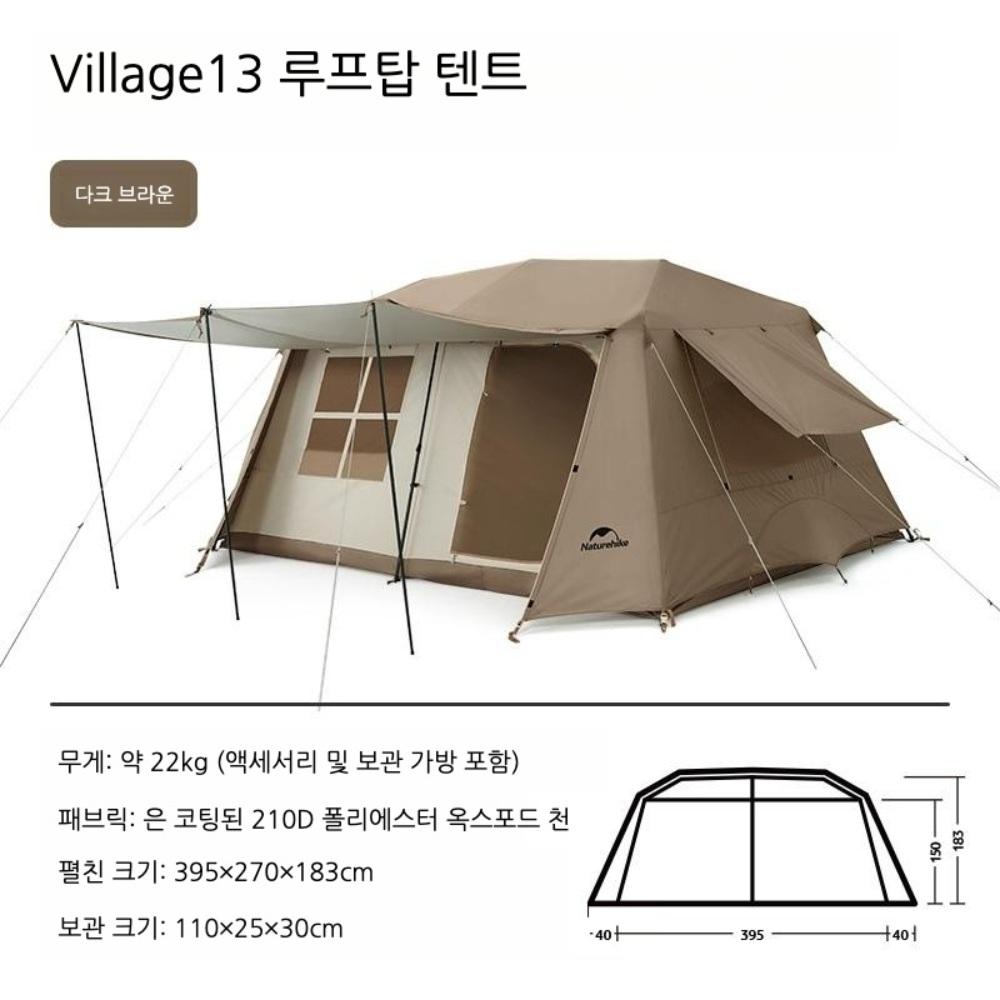 Village13 루프탑 텐트
다크 브라운
Naturehike
무게: 약 22kg (액세서리 및 보관 가방 포함)
패브릭: 은 코팅된 210D 폴리에스터 옥스포드 천
펼친 크기: 395×270×183cm
보관 크기: 110×25×30cm
150
183
40
395
40